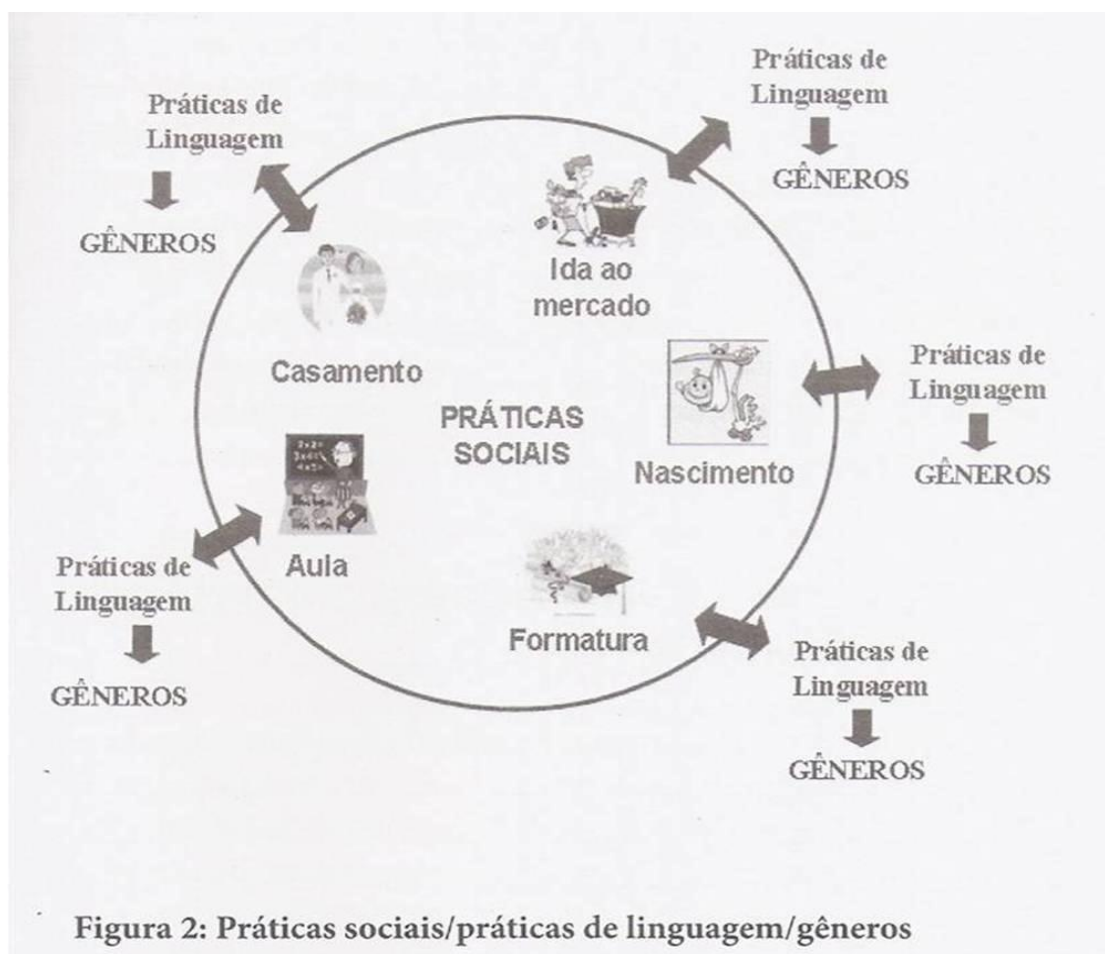 Práticas de
Linguagem
GÊNEROS
Práticas de
Linguagem
GÊNEROS
Ida ao
mercado
Casamento
PRÁTICAS
SOCIAIS
Nascimento
Práticas de
Linguagem
GÊNEROS
Aula
Práticas de
Linguagem
GÊNEROS
Formatura
Práticas de
Linguagem
GÊNEROS
Figura 2: Práticas sociais/práticas de linguagem/gêneros